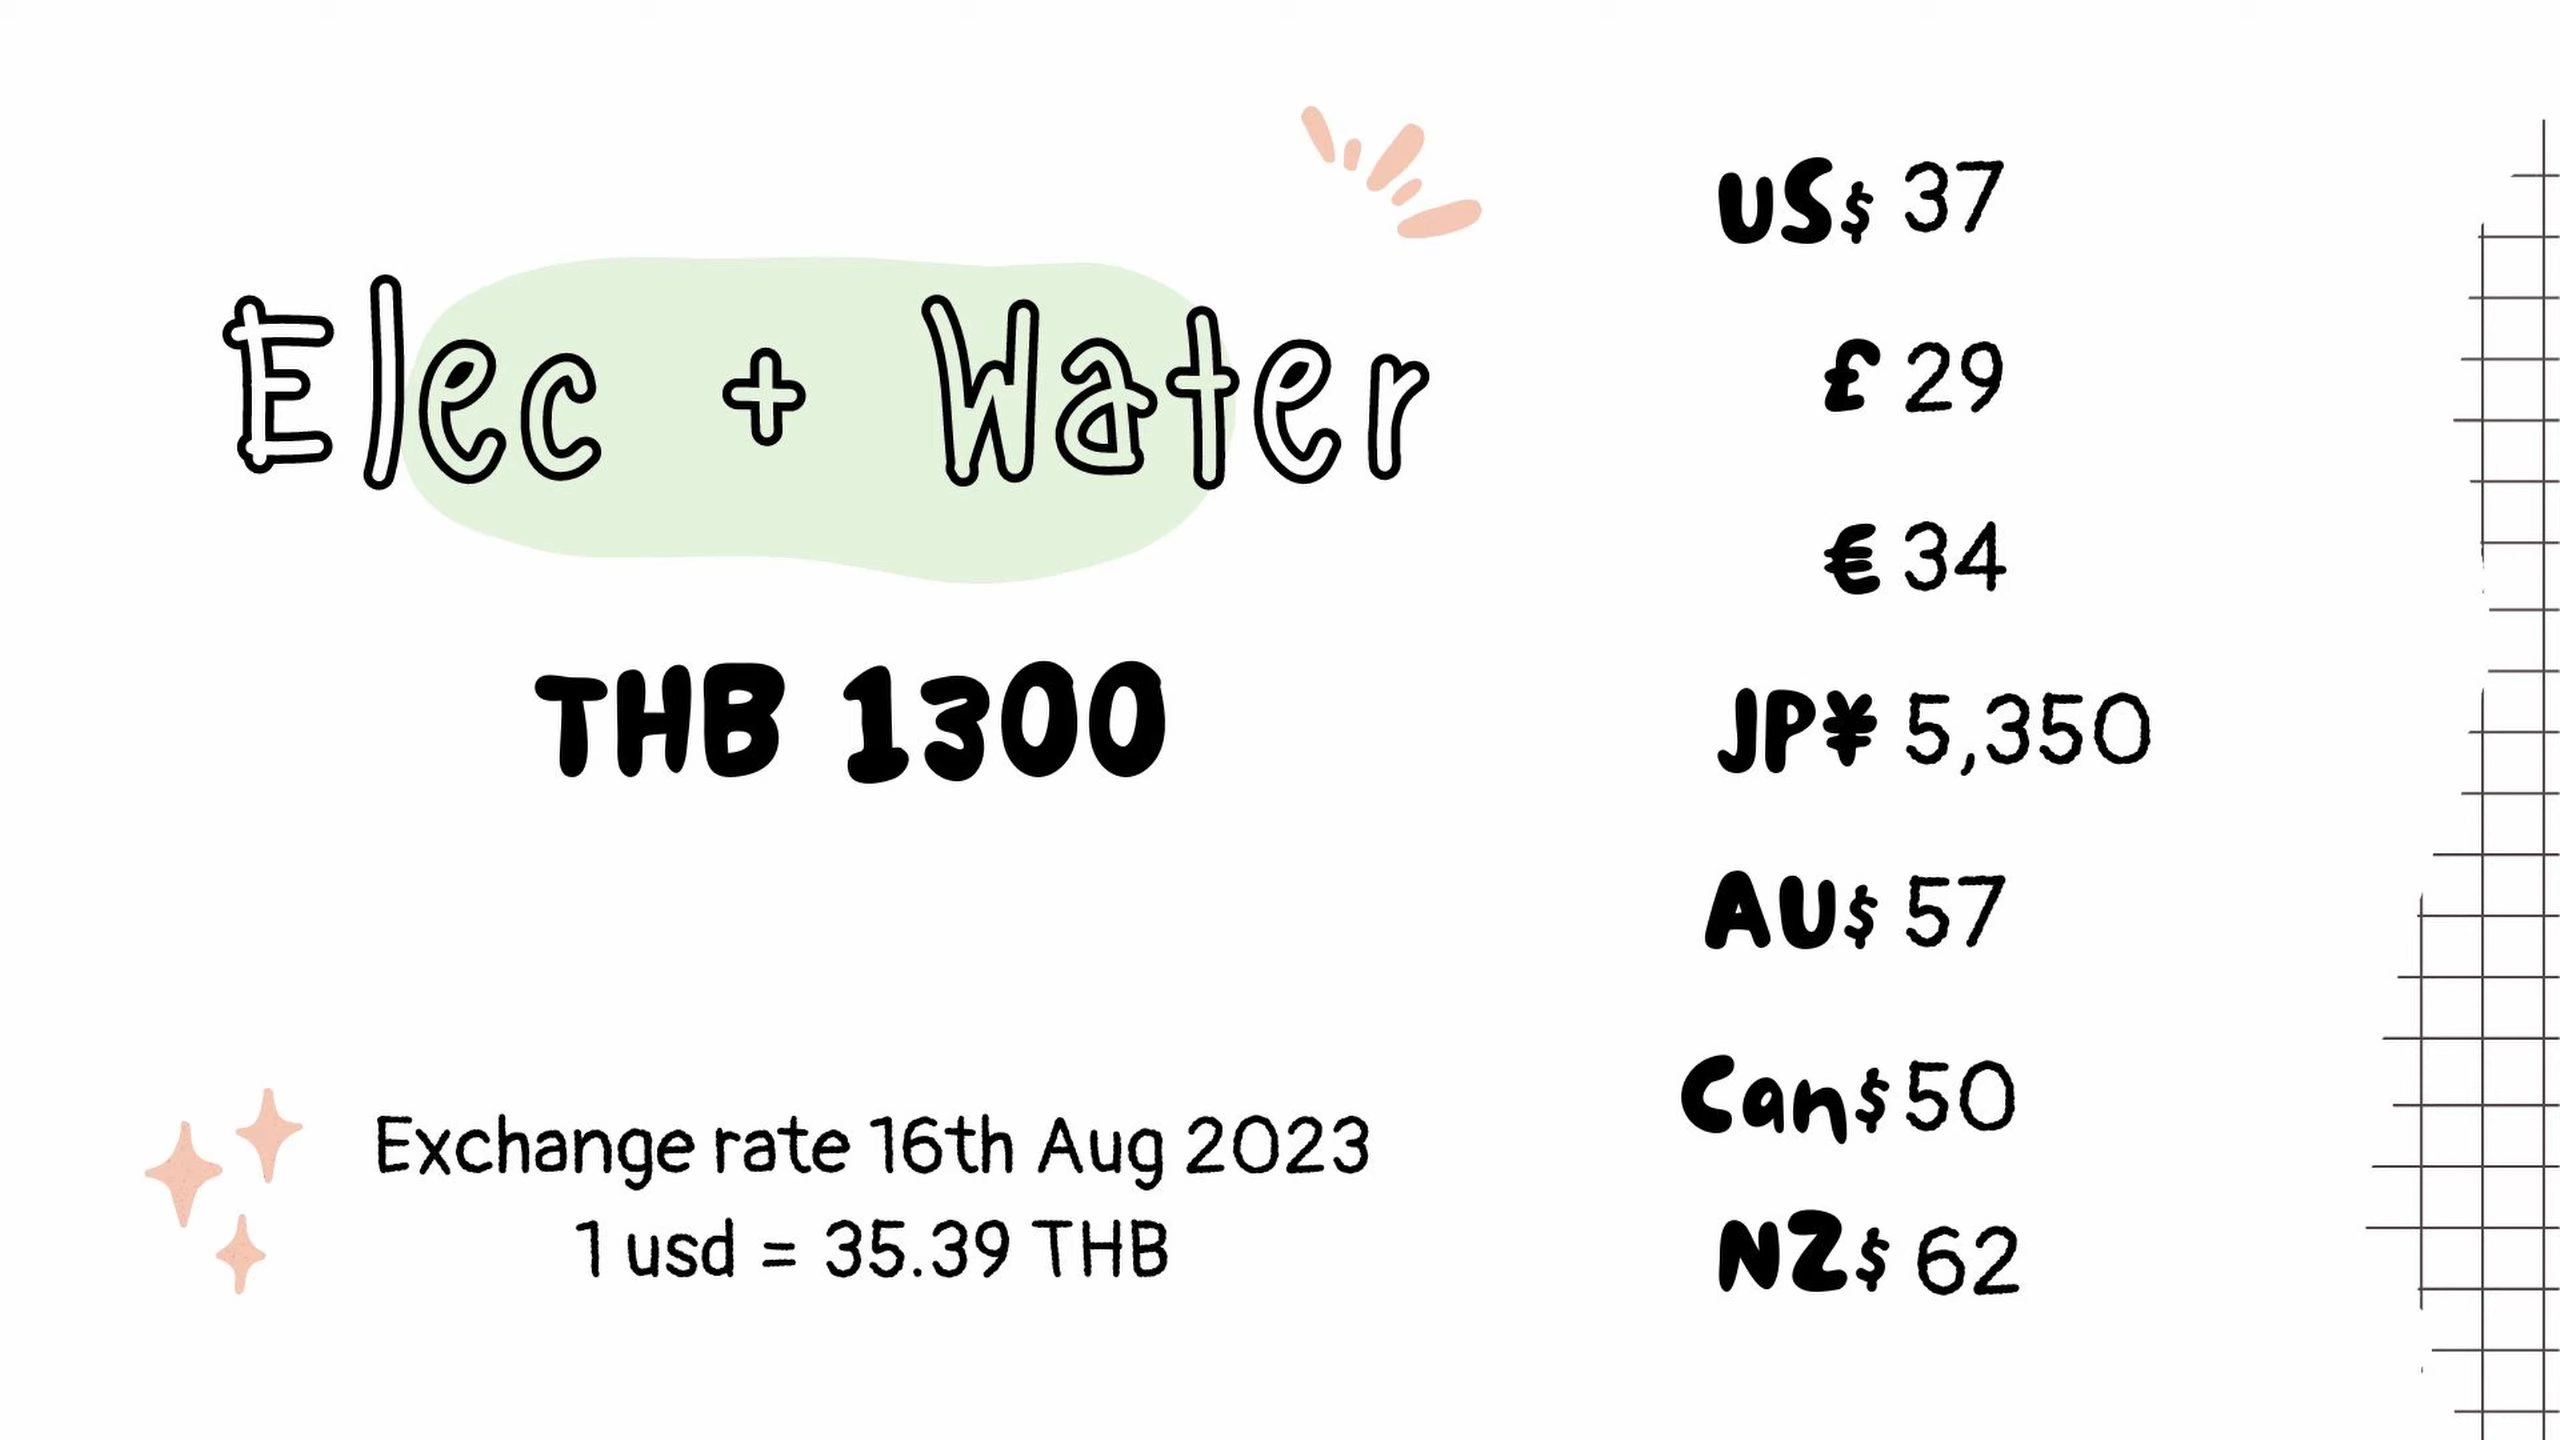 Elec + Water
THB 1300
Exchange rate 16th Aug 2023
1 usd = 35.39 THB
US$ 37
£ 29
€ 34
JP¥ 5,350
AU$ 57
Can$ 50
NZ$ 62